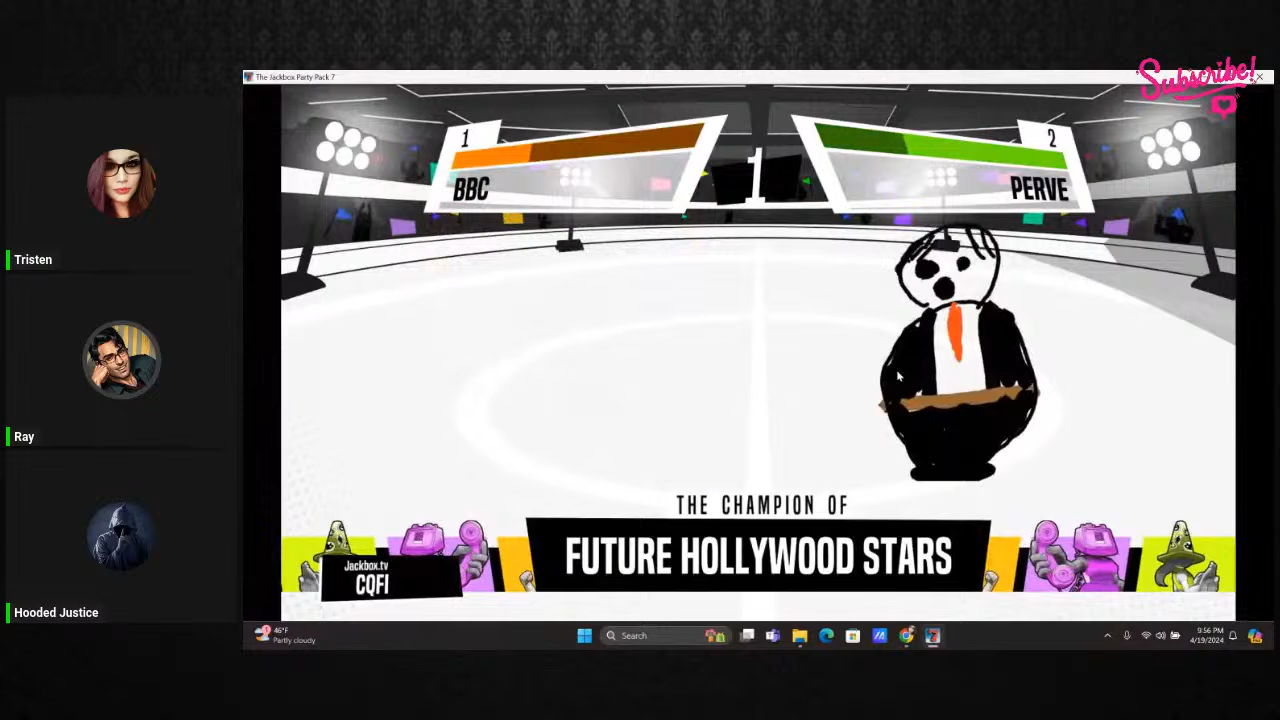 Subscribe!
The Jackbox Party Pack 7
1
2
BBC
1
PERVE
Tristen
Ray
Hooded Justice
THE CHAMPION OF
FUTURE HOLLYWOOD STARS
Jackbox.tv
CQFI
46°F
Partly cloudy
Search
9:56 PM
4/19/2024